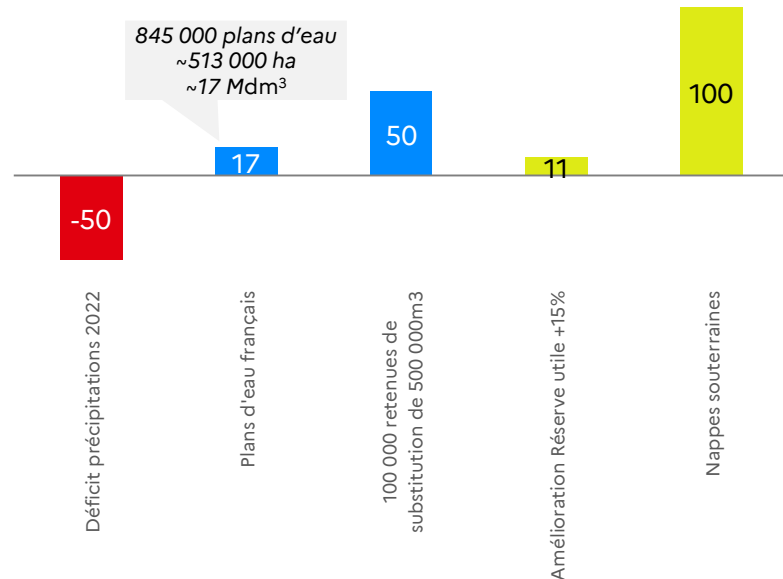 845 000 plans d'eau
~513 000 ha
~17 Mdm³
-50
17
50
11
100
Déficit précipitations 2022
Plans d'eau français
100 000 retenues de
substitution de 500 000m3
Amélioration Réserve utile +15%
Nappes souterraines